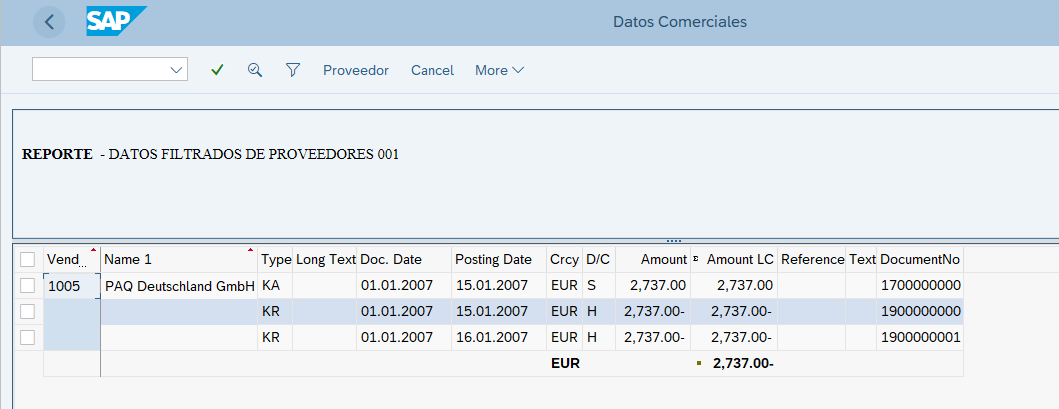 SAP
Datos Comerciales
Proveedor Cancel More
REPORTE - DATOS FILTRADOS DE PROVEEDORES 001
Vend... Name 1 Type Long Text Doc. Date Posting Date Crcy D/C Amount Σ Amount LC Reference Text DocumentNo
1005 PAQ Deutschland GmbH KA 01.01.2007 15.01.2007 EUR S 2,737.00 2,737.00 1700000000
KR 01.01.2007 15.01.2007 EUR H 2,737.00- 2,737.00- 1900000000
KR 01.01.2007 16.01.2007 EUR H 2,737.00- 2,737.00- 1900000001
EUR 2,737.00-